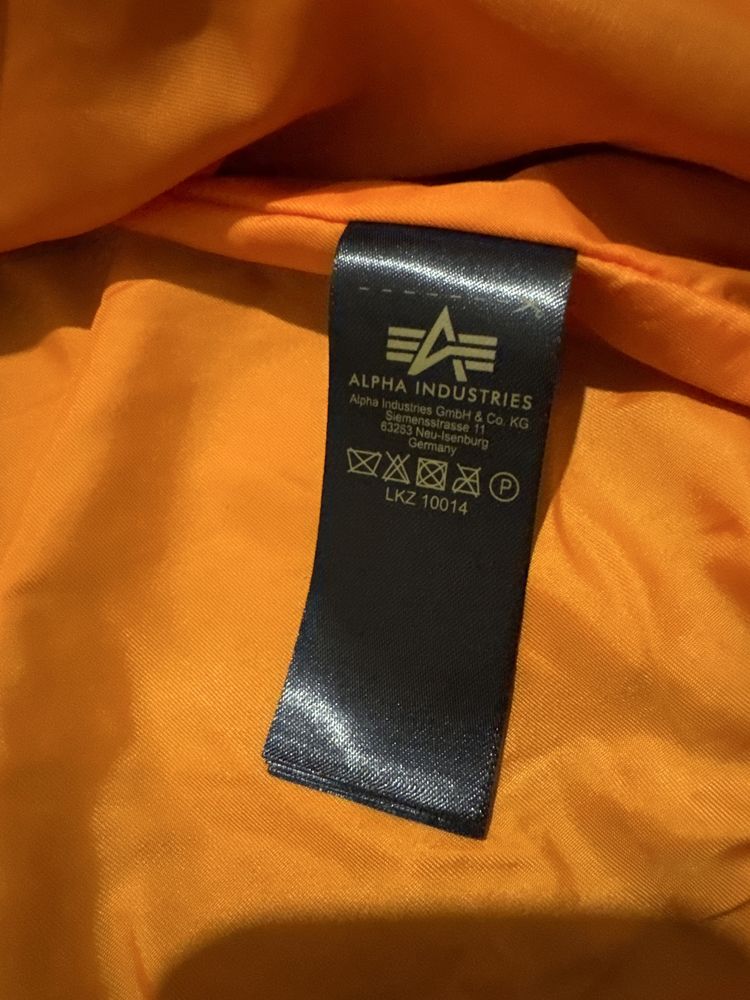 ALPHA INDUSTRIES
Alpha Industries GmbH & Co. KG
Siemensstrasse 11
63263 Neu-Isenburg
Germany
P
LKZ 10014